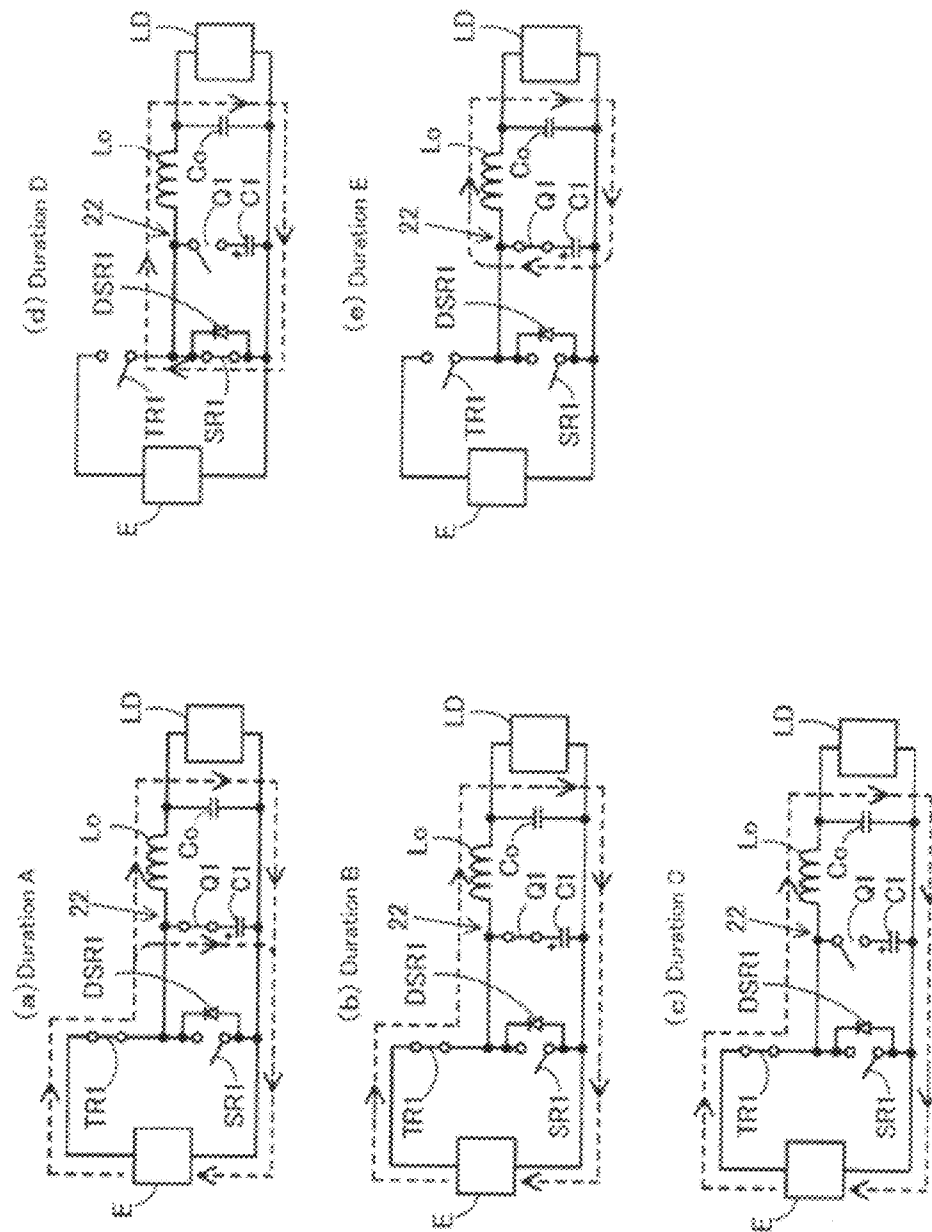 (a) Duration A
E
TR1
SR1
DSR1
22
Q1
C1
Lo
Co
LD
(b) Duration B
E
TR1
SR1
DSR1
22
Q1
C1
Lo
Co
LD
(c) Duration C
E
TR1
SR1
DSR1
22
Q1
C1
Lo
Co
LD
(d) Duration D
E
TR1
SR1
DSR1
22
Q1
C1
Lo
Co
LD
(e) Duration E
E
TR1
SR1
DSR1
22
Q1
C1
Lo
Co
LD